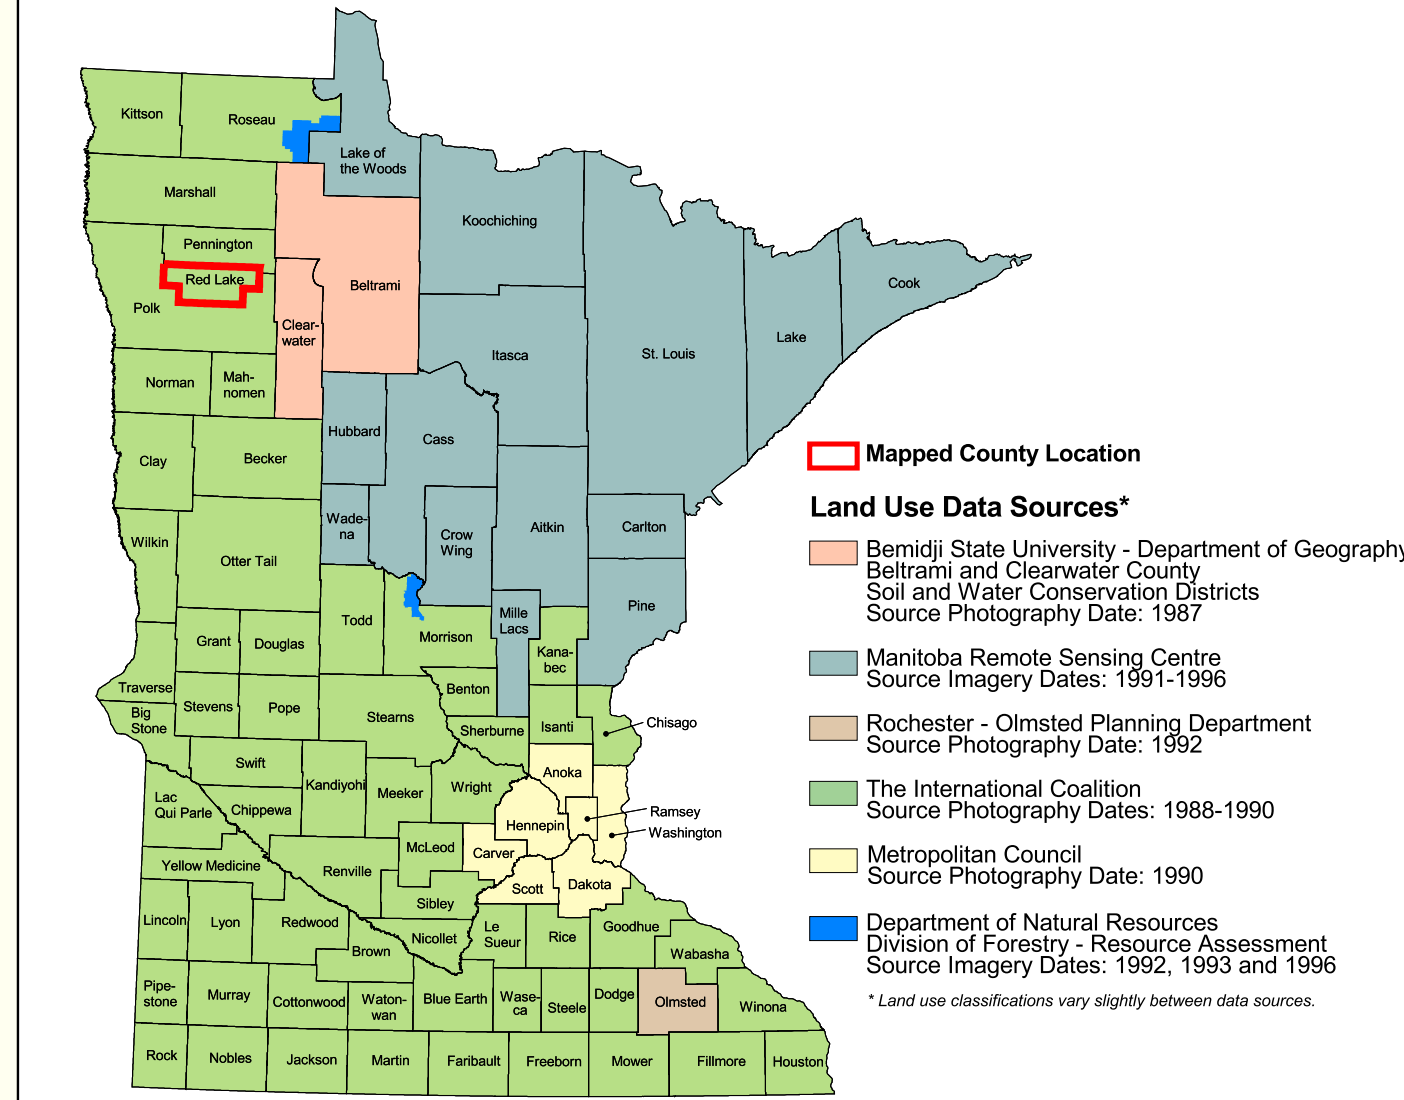 Kittson
Roseau
Lake of
the Woods
Marshall
Koochiching
Pennington
Red Lake
Beltrami
Cook
Polk
Clear-
water
Lake
St. Louis
Itasca
Norman
Mah-
nomen
Hubbard
Cass
Clay
Becker
Wade-
na
Crow
Wing
Aitkin
Carlton
Wilkin
Otter Tail
Pine
Mille
Lacs
Todd
Morrison
Grant
Douglas
Kana-
bec
Traverse
Benton
Stevens
Pope
Big
Stone
Stearns
Sherburne
Isanti
Chisago
Swift
Anoka
Kandiyohi
Meeker
Wright
Lac
Qui Parle
Chippewa
Ramsey
Hennepin
Washington
McLeod
Carver
Yellow Medicine
Renville
Scott
Dakota
Sibley
Lincoln
Lyon
Redwood
Le
Sueur
Rice
Goodhue
Nicollet
Brown
Wabasha
Pipe-
stone
Murray
Cottonwood
Waton-
wan
Blue Earth
Wase-
ca
Steele
Dodge
Olmsted
Winona
Rock
Nobles
Jackson
Martin
Faribault
Freeborn
Mower
Fillmore
Houston
Mapped County Location
Land Use Data Sources*
Bemidji State University - Department of Geography
Beltrami and Clearwater County
Soil and Water Conservation Districts
Source Photography Date: 1987
Manitoba Remote Sensing Centre
Source Imagery Dates: 1991-1996
Rochester - Olmsted Planning Department
Source Photography Date: 1992
The International Coalition
Source Photography Dates: 1988-1990
Metropolitan Council
Source Photography Date: 1990
Department of Natural Resources
Division of Forestry - Resource Assessment
Source Imagery Dates: 1992, 1993 and 1996
* Land use classifications vary slightly between data sources.